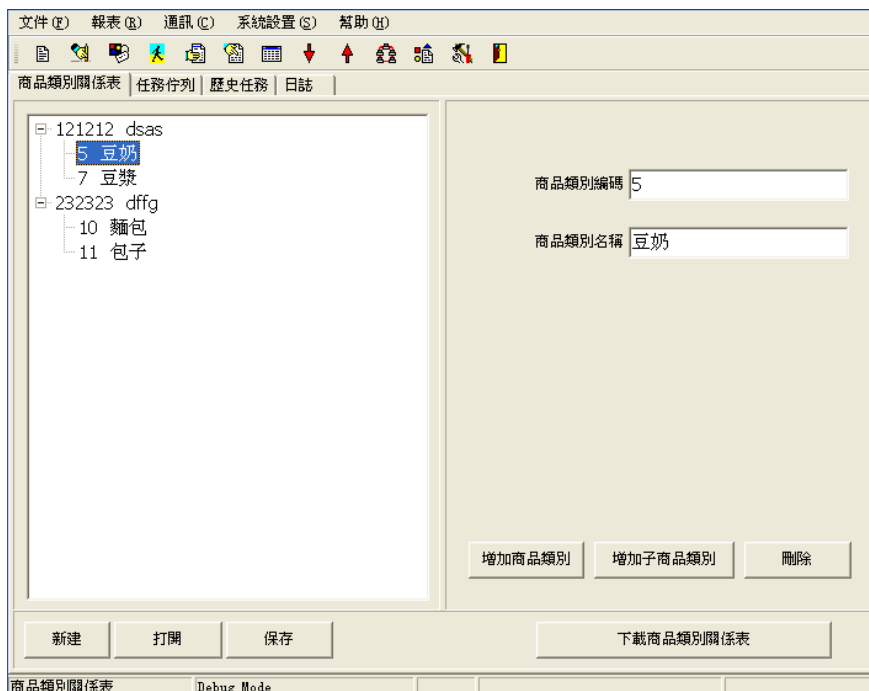 文件(F) 報表(R) 通訊(C) 系統設置(S) 幫助(H)
商品類別關係表 任務佇列 歷史任務 日誌
121212 dsas
5 豆奶
7 豆漿
232323 dffg
10 麵包
11 包子
商品類別編碼 5
商品類別名稱 豆奶
增加商品類別 增加子商品類別 刪除
新建 打開 保存 下載商品類別關係表
商品類別關係表 Debug Mode